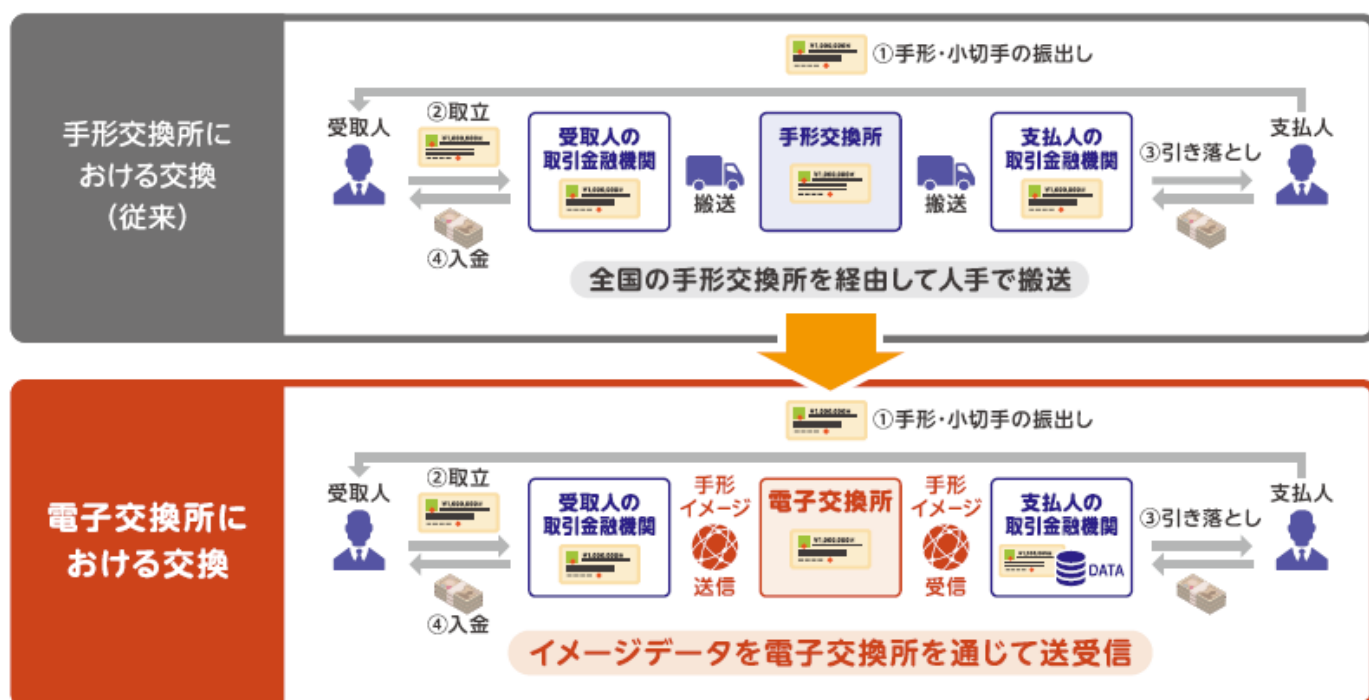 手形交換所に
おける交換
（従来）
①手形・小切手の振出し
受取人
②取立
¥1,000,000※
④入金
受取人の
取引金融機関
搬送
手形交換所
搬送
支払人の
取引金融機関
③引き落とし
支払人
全国の手形交換所を経由して人手で搬送
電子交換所に
おける交換
①手形・小切手の振出し
受取人
②取立
④入金
受取人の
取引金融機関
手形
イメージ
送信
電子交換所
手形
イメージ
受信
支払人の
取引金融機関
DATA
③引き落とし
支払人
イメージデータを電子交換所を通じて送受信